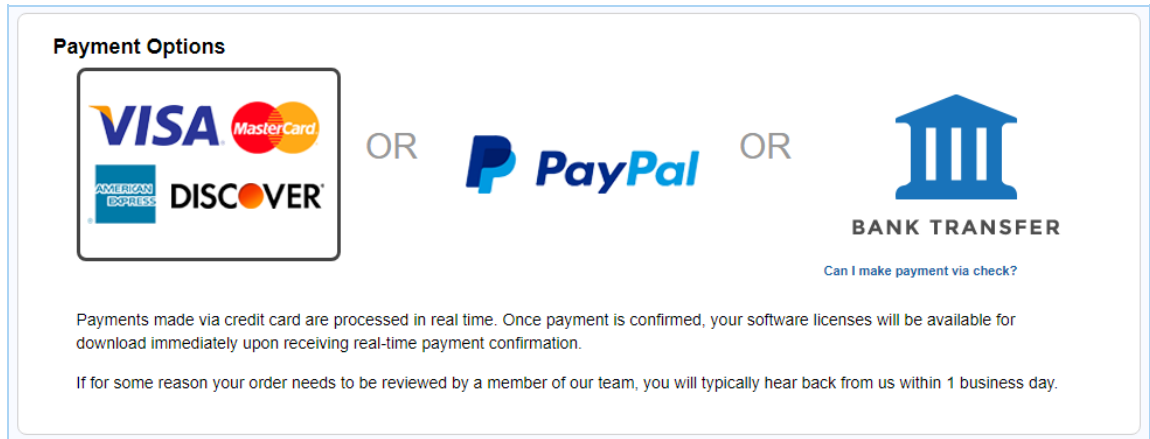 Payment Options
VISA MasterCard
AMERICAN EXPRESS DISCOVER
OR
PayPal
OR
BANK TRANSFER
Can I make payment via check?
Payments made via credit card are processed in real time. Once payment is confirmed, your software licenses will be available for
download immediately upon receiving real-time payment confirmation.
If for some reason your order needs to be reviewed by a member of our team, you will typically hear back from us within 1 business day.